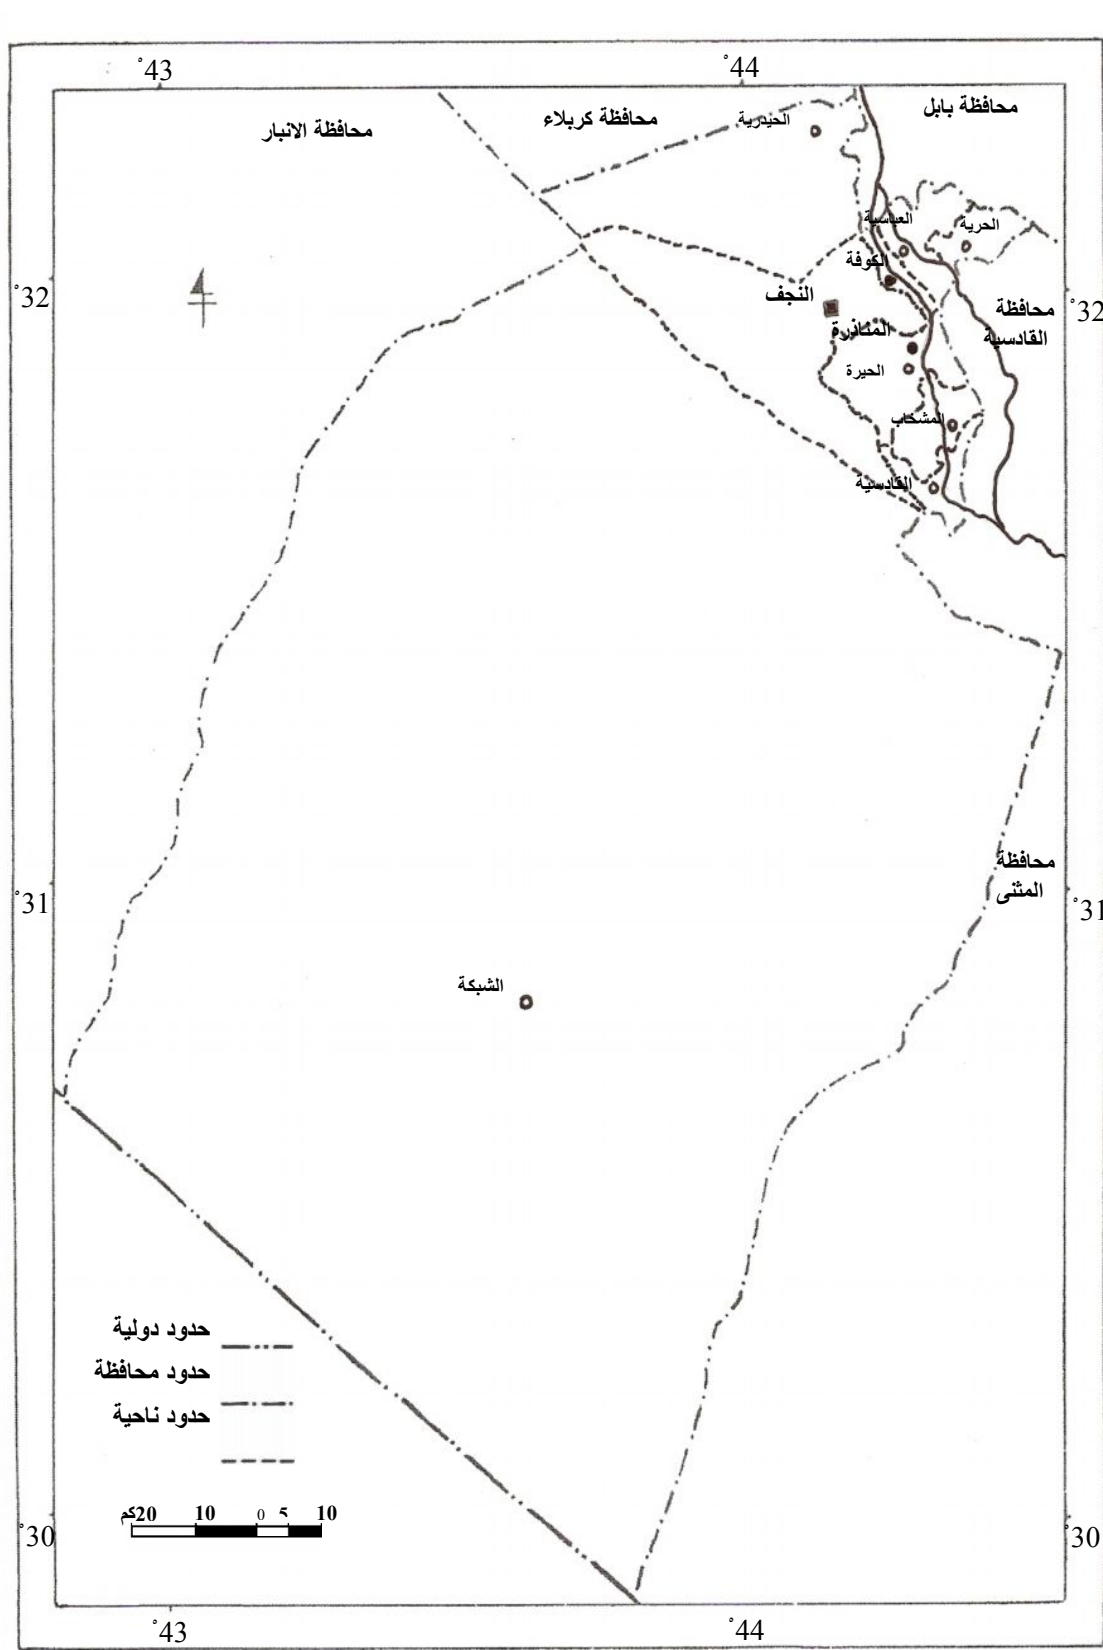 °43
°44
محافظة بابل
محافظة كربلاء
محافظة الانبار
الحيدرية
العباسية
الحرية
الكوفة
°32
°32
النجف
محافظة
القادسية
المناذرة
الحيرة
المشخاب
القادسية
محافظة
المثنى
°31
°31
الشبكة
حدود دولية
حدود محافظة
حدود ناحية
10 5 0 10 20كم
°30
°30
°43
°44